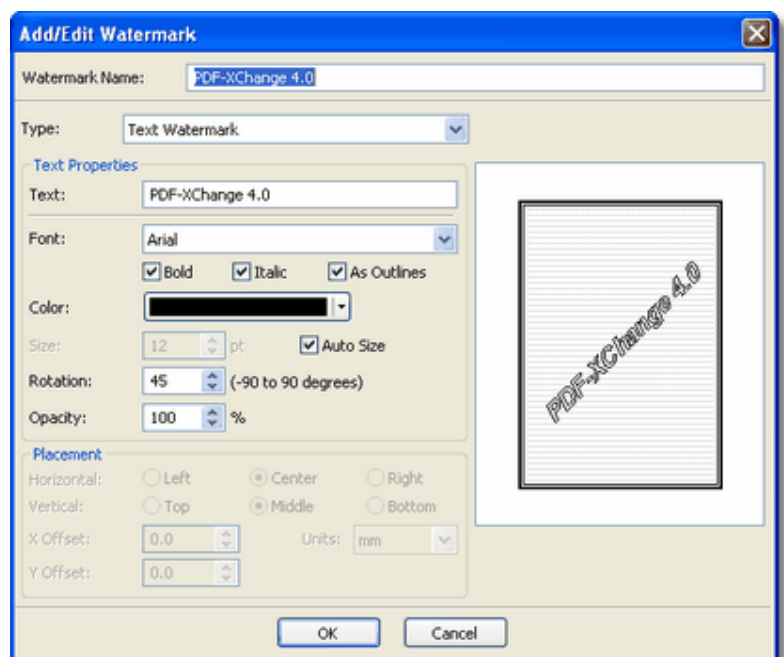 Add/Edit Watermark
Watermark Name: PDF-XChange 4.0
Type: Text Watermark
Text Properties
Text: PDF-XChange 4.0
Font: Arial
Bold Italic As Outlines
Color:
Size: 12 pt Auto Size
Rotation: 45 (-90 to 90 degrees)
Opacity: 100 %
PDF-XChange 4.0
Placement
Horizontal: Left Center Right
Vertical: Top Middle Bottom
X Offset: 0.0 Units: mm
Y Offset: 0.0
OK Cancel